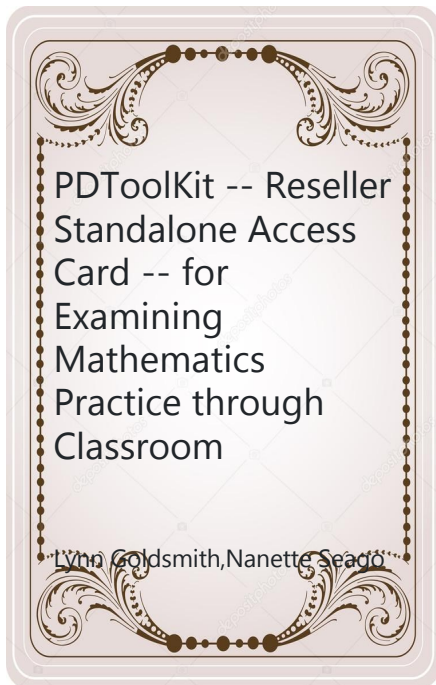 PDToolKit -- Reseller
Standalone Access
Card -- for
Examining
Mathematics
Practice through
Classroom
Lynn Goldsmith,Nanette Seago